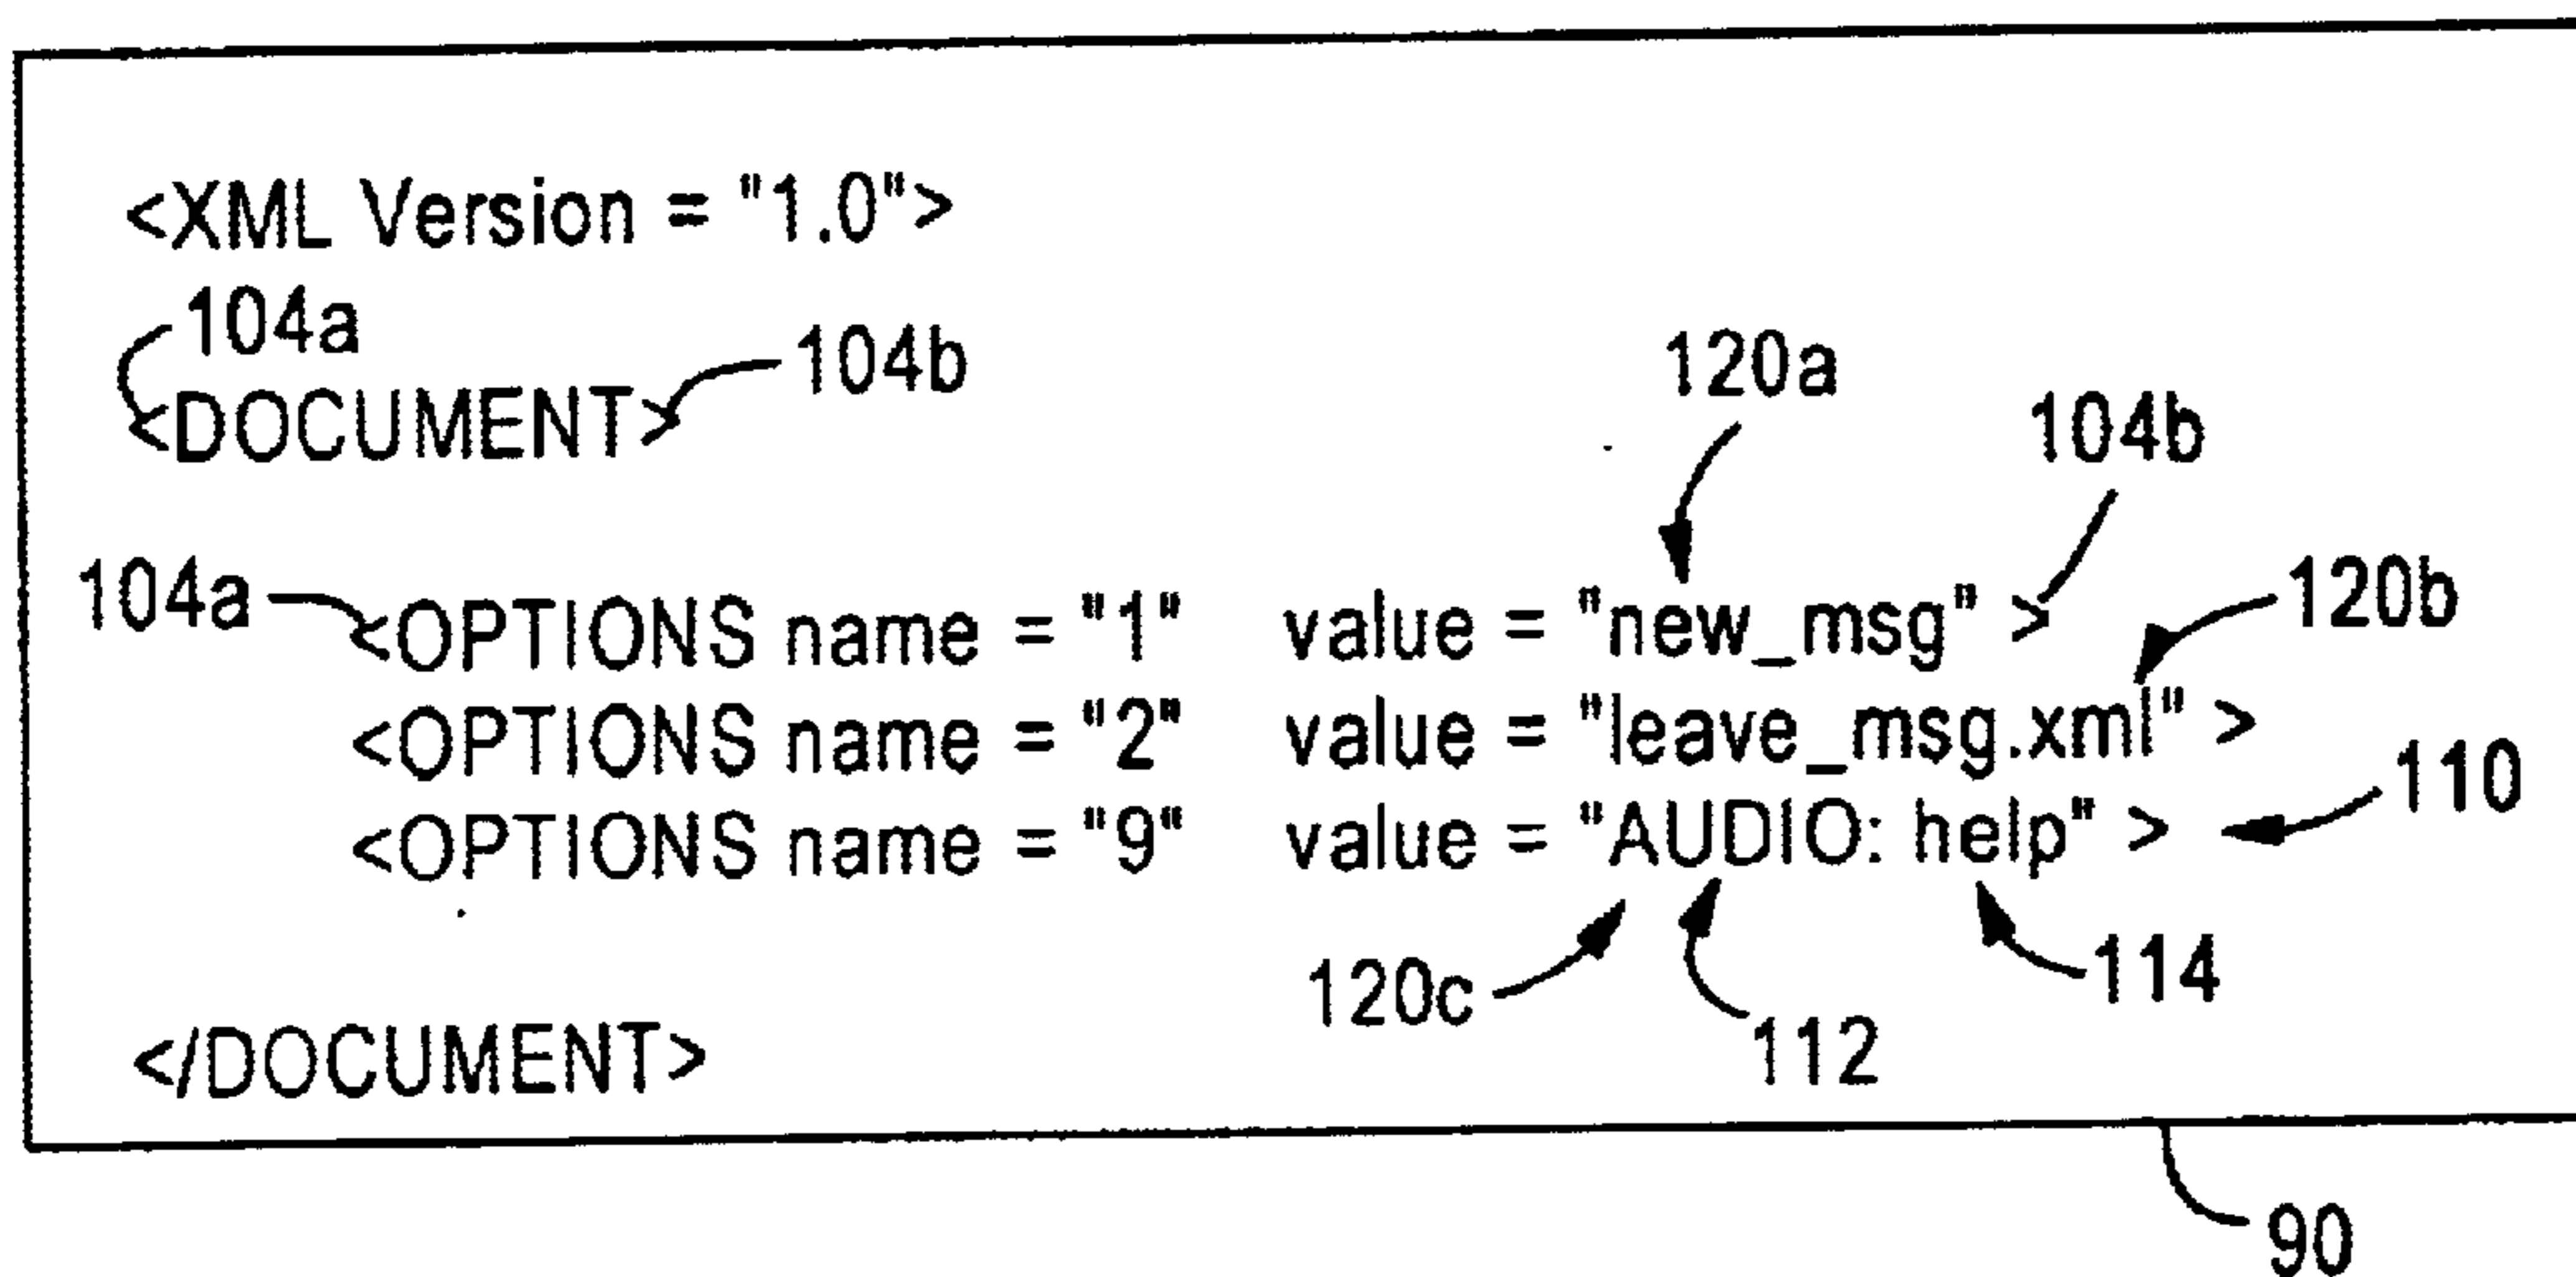 <XML Version = "1.0">
104a
<DOCUMENT> 104b
120a
104b
104a <OPTIONS name = "1" value = "new_msg" > 120b
<OPTIONS name = "2" value = "leave_msg.xml" >
<OPTIONS name = "9" value = "AUDIO: help" > 110
120c 112 114
</DOCUMENT>
90